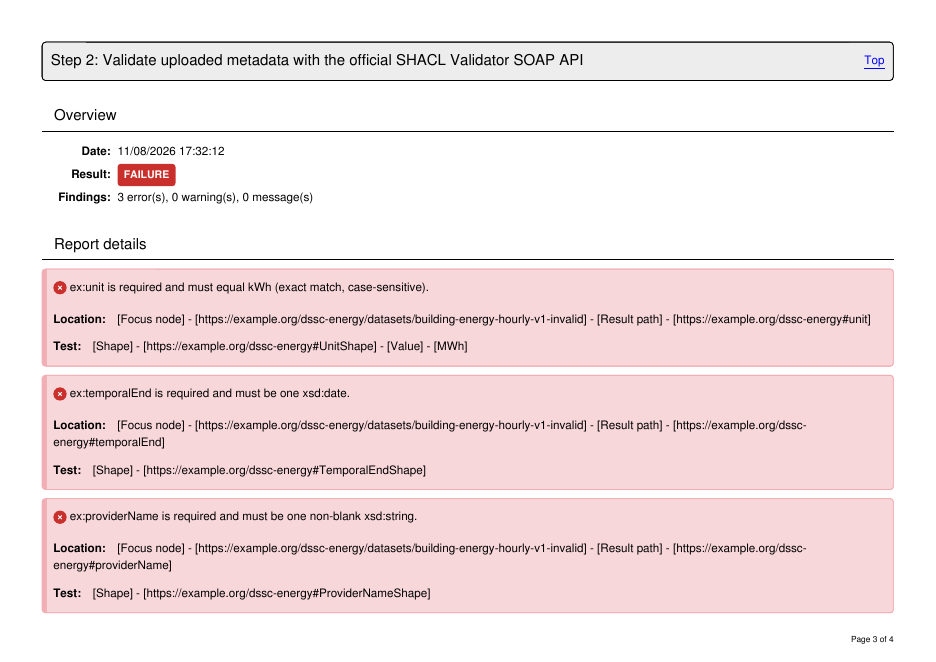 Step 2: Validate uploaded metadata with the official SHACL Validator SOAP API Top
Overview
Date: 11/08/2026 17:32:12
Result: FAILURE
Findings: 3 error(s), 0 warning(s), 0 message(s)
Report details
ex:unit is required and must equal kWh (exact match, case-sensitive).
Location: [Focus node] - [https://example.org/dssc-energy/datasets/building-energy-hourly-v1-invalid] - [Result path] - [https://example.org/dssc-energy#unit]
Test: [Shape] - [https://example.org/dssc-energy#UnitShape] - [Value] - [MWh]
ex:temporalEnd is required and must be one xsd:date.
Location: [Focus node] - [https://example.org/dssc-energy/datasets/building-energy-hourly-v1-invalid] - [Result path] - [https://example.org/dssc-
energy#temporalEnd]
Test: [Shape] - [https://example.org/dssc-energy#TemporalEndShape]
ex:providerName is required and must be one non-blank xsd:string.
Location: [Focus node] - [https://example.org/dssc-energy/datasets/building-energy-hourly-v1-invalid] - [Result path] - [https://example.org/dssc-
energy#providerName]
Test: [Shape] - [https://example.org/dssc-energy#ProviderNameShape]
Page 3 of 4